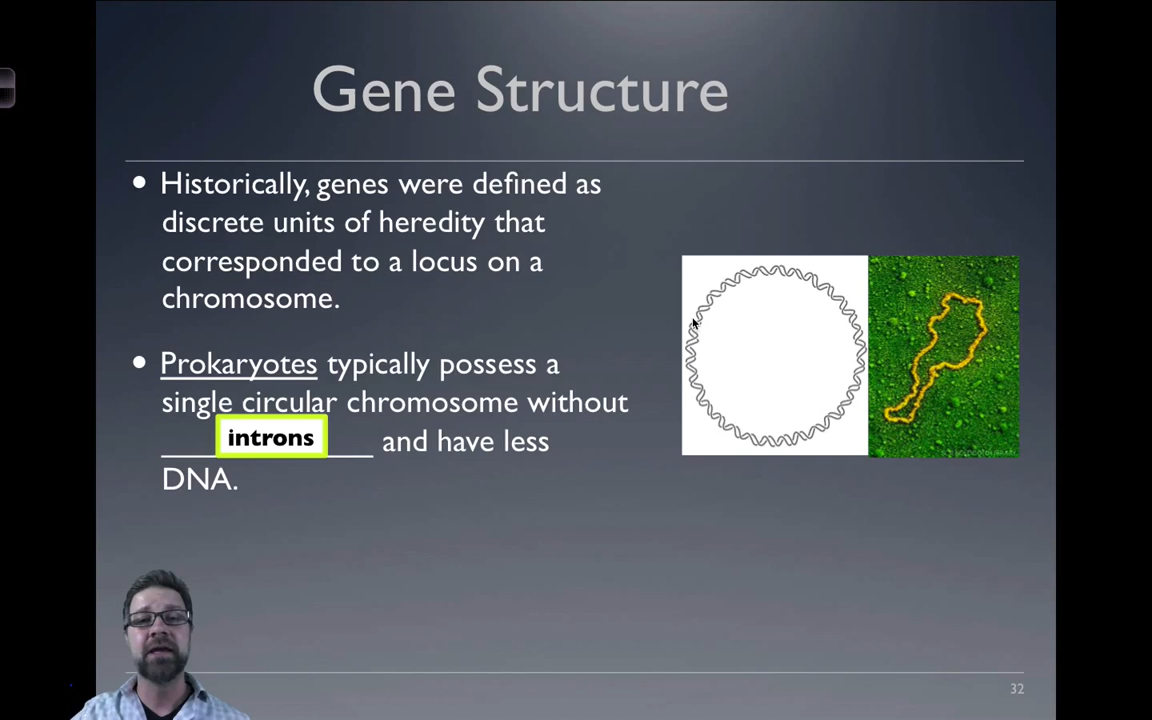 Gene Structure
• Historically, genes were defined as
discrete units of heredity that
corresponded to a locus on a
chromosome.
• Prokaryotes typically possess a
single circular chromosome without
introns and have less
DNA.
32